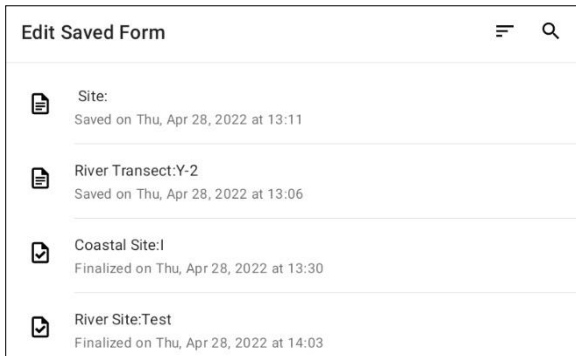 Edit Saved Form
Site:
Saved on Thu, Apr 28, 2022 at 13:11
River Transect:Y-2
Saved on Thu, Apr 28, 2022 at 13:06
Coastal Site:I
Finalized on Thu, Apr 28, 2022 at 13:30
River Site:Test
Finalized on Thu, Apr 28, 2022 at 14:03